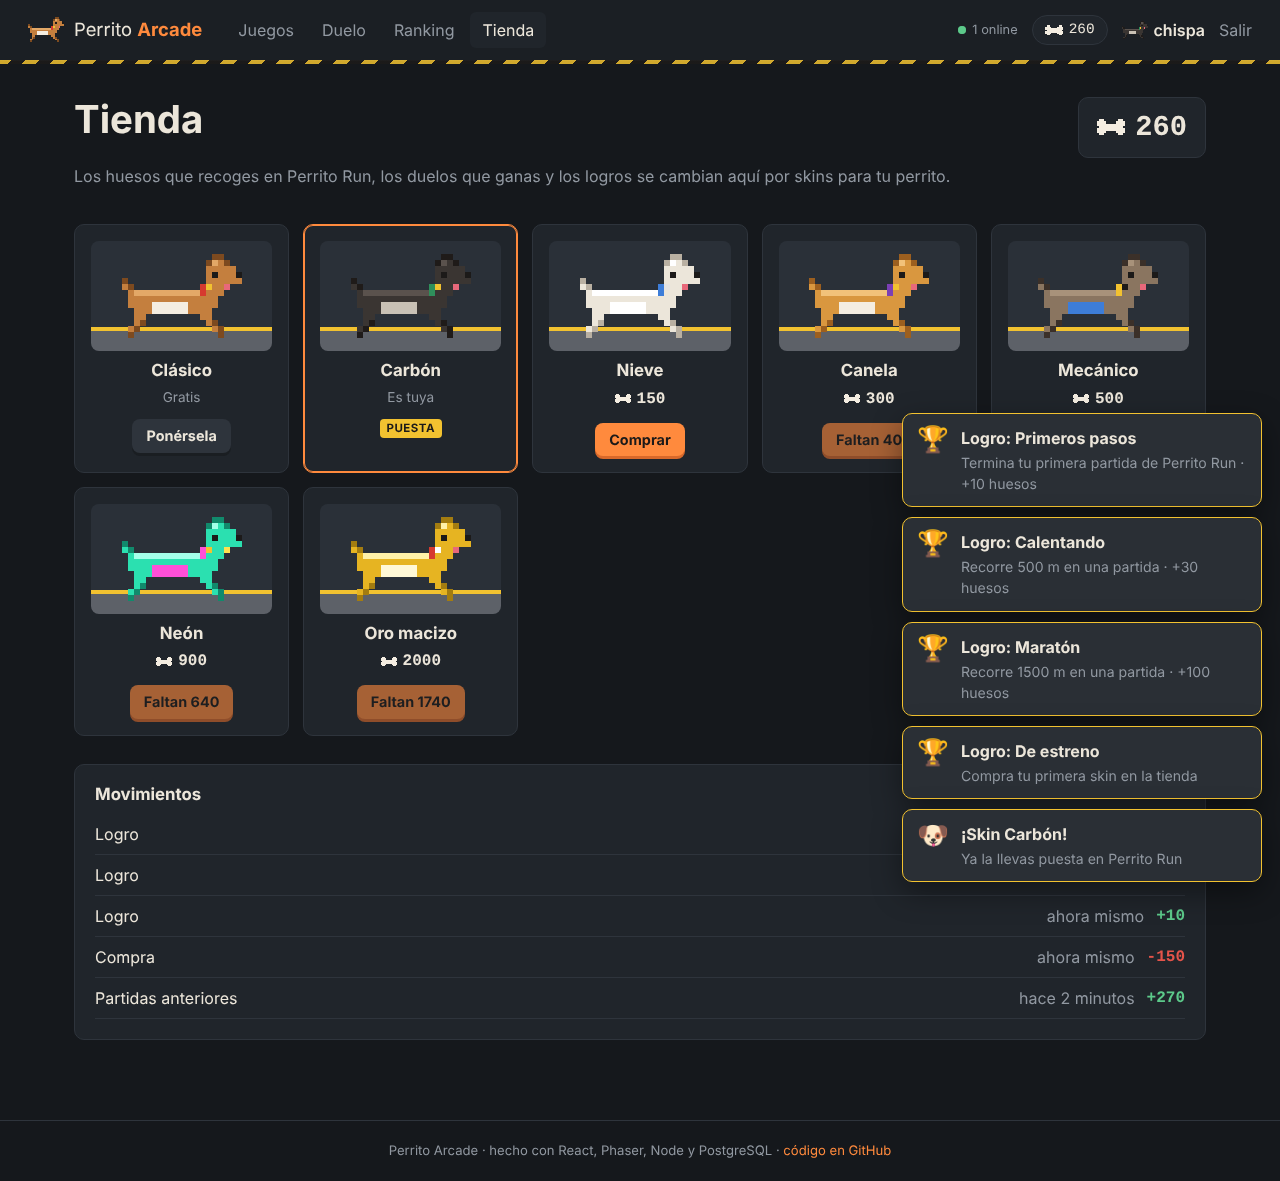 Perrito Arcade
Juegos
Duelo
Ranking
Tienda
1 online
260
chispa
Salir
Tienda
260
Los huesos que recoges en Perrito Run, los duelos que ganas y los logros se cambian aquí por skins para tu perrito.
Clásico
Gratis
Ponérsela
Carbón
Es tuya
PUESTA
Nieve
150
Comprar
Canela
300
Faltan 40
Mecánico
500
Neón
900
Faltan 640
Oro macizo
2000
Faltan 1740
Logro: Primeros pasos
Termina tu primera partida de Perrito Run ·
+10 huesos
Logro: Calentando
Recorre 500 m en una partida · +30
huesos
Logro: Maratón
Recorre 1500 m en una partida · +100
huesos
Logro: De estreno
Compra tu primera skin en la tienda
¡Skin Carbón!
Ya la llevas puesta en Perrito Run
Movimientos
Logro
Logro
Logro ahora mismo +10
Compra ahora mismo -150
Partidas anteriores hace 2 minutos +270
Perrito Arcade · hecho con React, Phaser, Node y PostgreSQL · código en GitHub